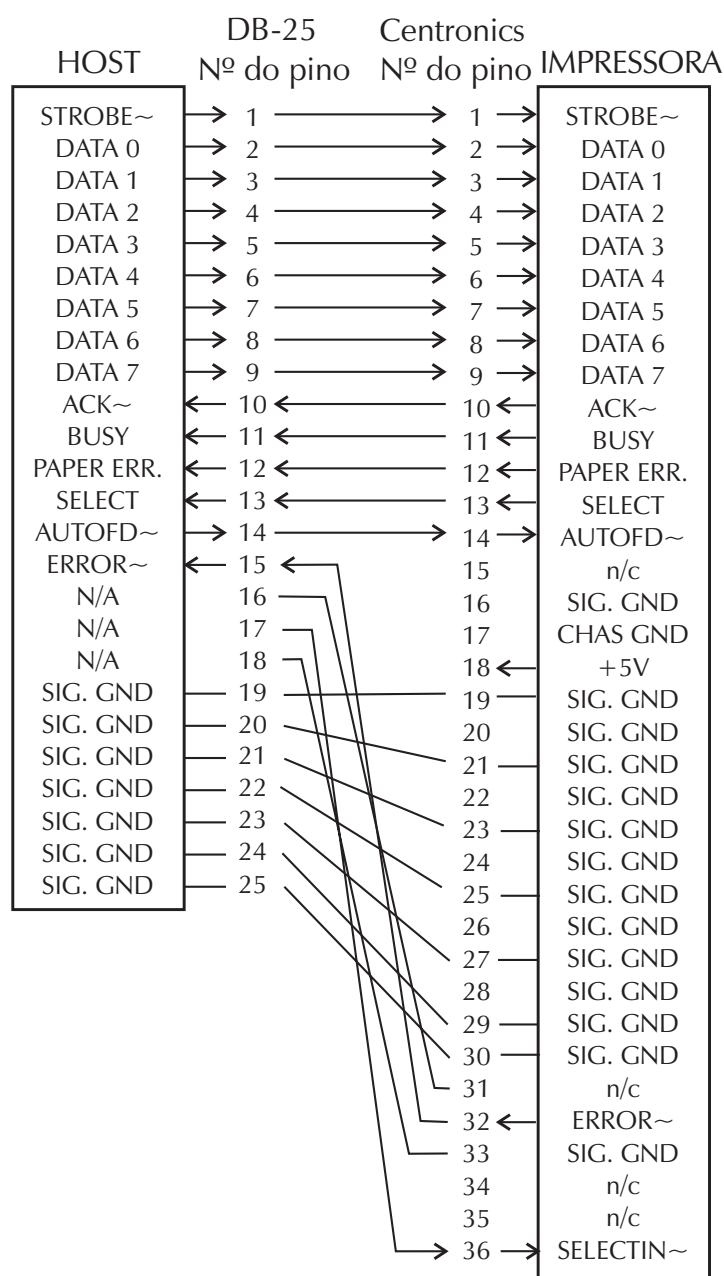 DB-25 Centronics
HOST Nº do pino Nº do pino IMPRESSORA
STROBE~ 1 1 STROBE~
DATA 0 2 2 DATA 0
DATA 1 3 3 DATA 1
DATA 2 4 4 DATA 2
DATA 3 5 5 DATA 3
DATA 4 6 6 DATA 4
DATA 5 7 7 DATA 5
DATA 6 8 8 DATA 6
DATA 7 9 9 DATA 7
ACK~ 10 10 ACK~
BUSY 11 11 BUSY
PAPER ERR. 12 12 PAPER ERR.
SELECT 13 13 SELECT
AUTOFD~ 14 14 AUTOFD~
ERROR~ 15 15 n/c
N/A 16 16 SIG. GND
N/A 17 17 CHAS GND
N/A 18 18 +5V
SIG. GND 19 19 SIG. GND
SIG. GND 20 20 SIG. GND
SIG. GND 21 21 SIG. GND
SIG. GND 22 22 SIG. GND
SIG. GND 23 23 SIG. GND
SIG. GND 24 24 SIG. GND
SIG. GND 25 25 SIG. GND
26 SIG. GND
27 SIG. GND
28 SIG. GND
29 SIG. GND
30 SIG. GND
31 n/c
32 ERROR~
33 SIG. GND
34 n/c
35 n/c
36 SELECTIN~